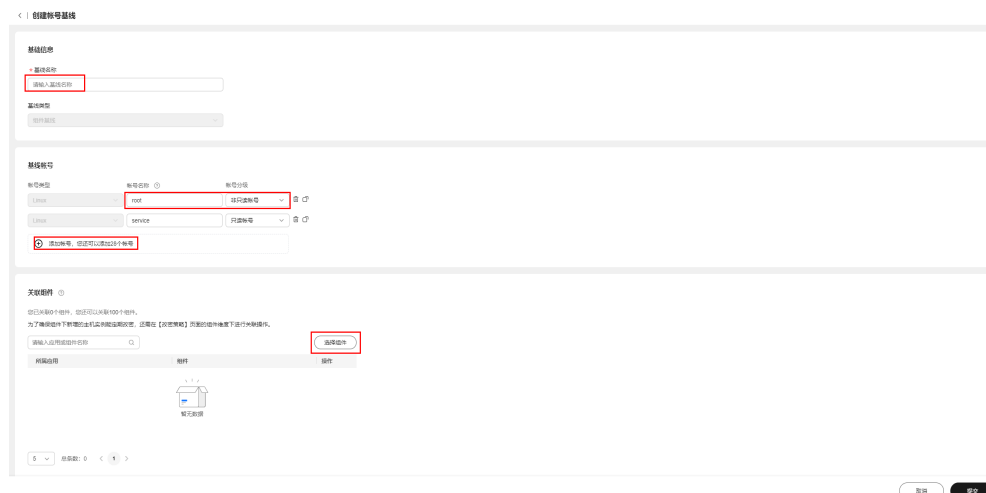 创建帐号基线
基础信息
* 基线名称
请输入基线名称
基线类型
组件基线
基线帐号
帐号类型 帐号名称 帐号分级
Linux root 非只读帐号
Linux service 只读帐号
添加帐号，您还可以添加28个帐号
关联组件
您已关联0个组件，您还可以关联100个组件。
为了确保组件下新增的主机实例能定期改密，还需在【改密策略】页面的组件维度下进行关联操作。
请输入应用或组件名称 选择组件
所属应用 组件 操作
暂无数据
5 总条数：0 1
取消 提交